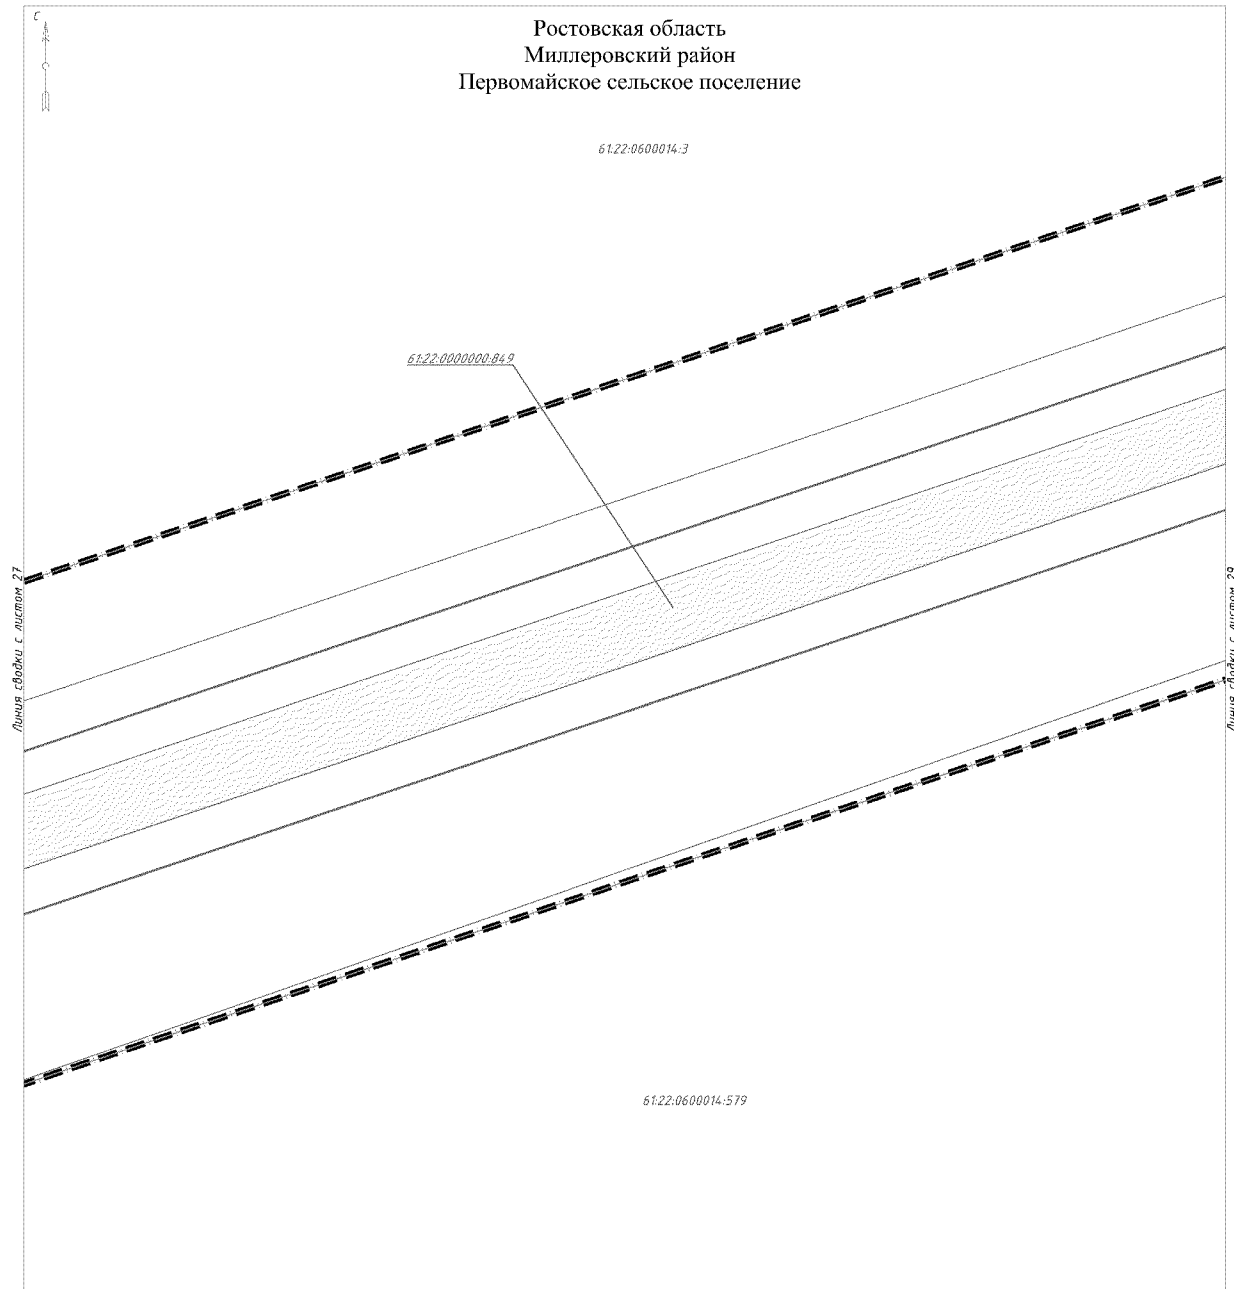 С
Ростовская область
Миллеровский район
Первомайское сельское поселение
61:22:0600014:3
61:22:0000000:849
Линия сводки с листом 27
Линия сводки с листом 29
61:22:0600014:579